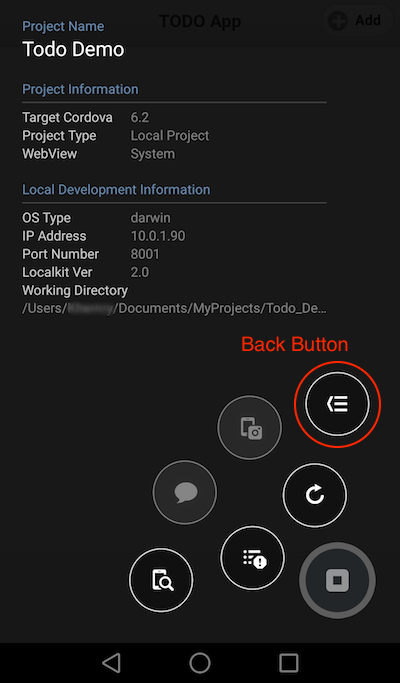 TODO App
Add
Project Name
Todo Demo
Project Information
Target Cordova 6.2
Project Type Local Project
WebView System
Local Development Information
OS Type darwin
IP Address 10.0.1.90
Port Number 8001
Localkit Ver 2.0
Working Directory
/Users/ /Documents/MyProjects/Todo_De...
Back Button